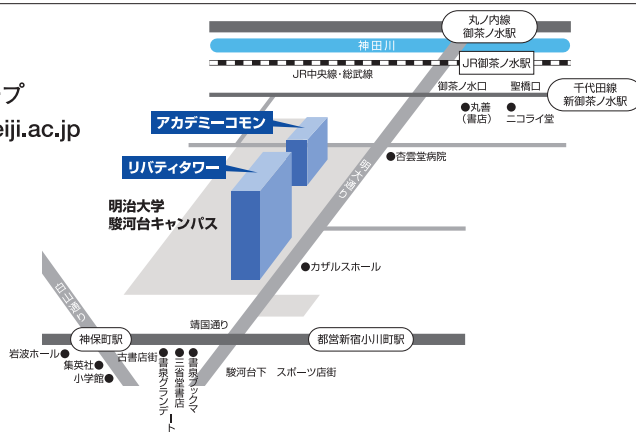 丸ノ内線
御茶ノ水駅
神田川
JR御茶ノ水駅
JR中央線・総武線
御茶ノ水口
聖橋口
千代田線
新御茶ノ水駅
●丸善
（書店）
●
ニコライ堂
ープ
eiji.ac.jp
アカデミーコモン
リバティタワー
明大通り
●杏雲堂病院
明治大学
駿河台キャンパス
●カザルスホール
白山通り
靖国通り
神保町駅
都営新宿小川町駅
岩波ホール●
集英社●
小学館●
古書店街
●書泉グランデ
●三省堂書店
●書泉ブックマート
駿河台下
スポーツ店街